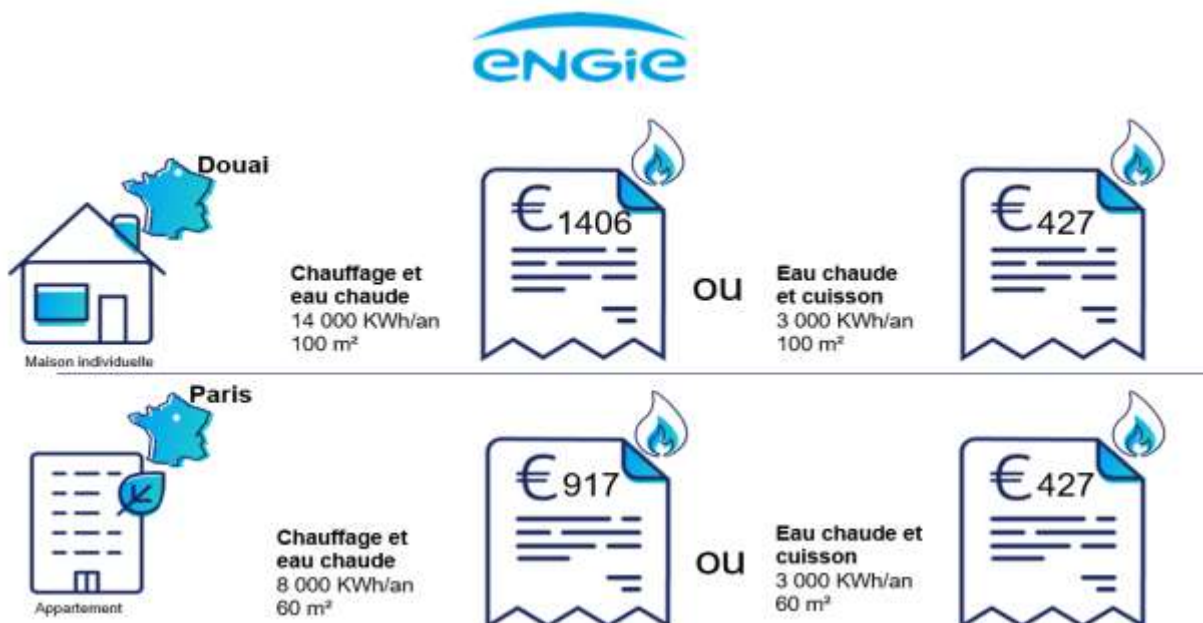 ENGIE
Douai
€ 1406
€ 427
Chauffage et
eau chaude
14 000 KWh/an
100 m²
ou
Eau chaude
et cuisson
3 000 KWh/an
100 m²
Maison individuelle
Paris
€ 917
€ 427
Chauffage et
eau chaude
8 000 KWh/an
60 m²
ou
Eau chaude et
cuisson
3 000 KWh/an
60 m²
Appartement